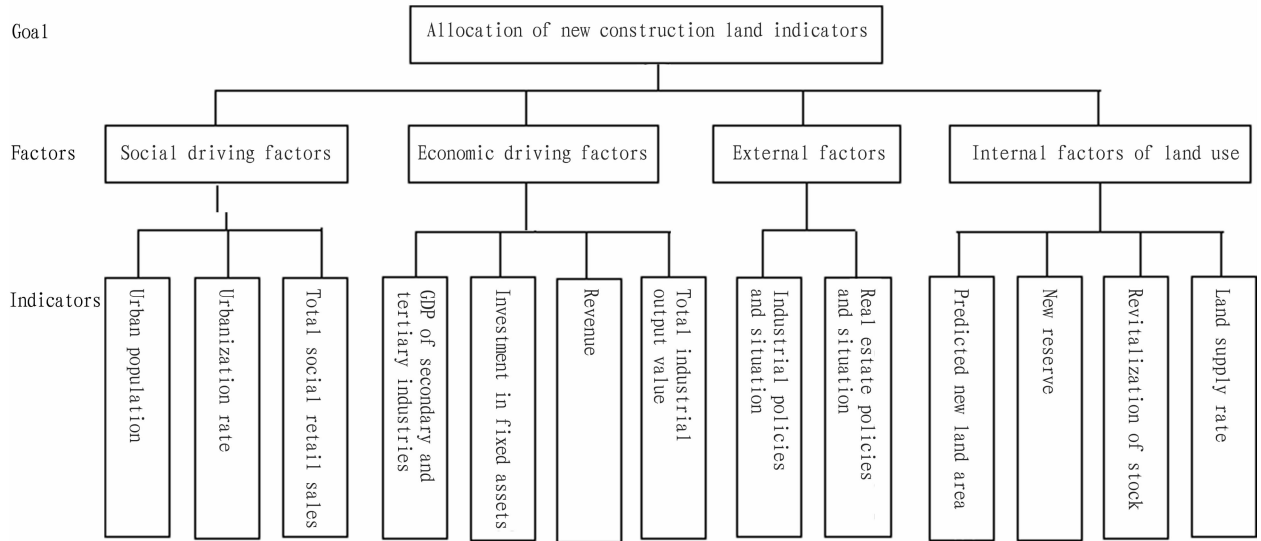 Goal
Allocation of new construction land indicators
Factors
Social driving factors
Economic driving factors
External factors
Internal factors of land use
Indicators
Urban population
Urbanization rate
Total social retail sales
GDP of secondary and
tertiary industries
Investment in fixed assets
Revenue
Total industrial
output value
Industrial policies
and situation
Real estate policies
and situation
Predicted new land area
New reserve
Revitalization of stock
Land supply rate